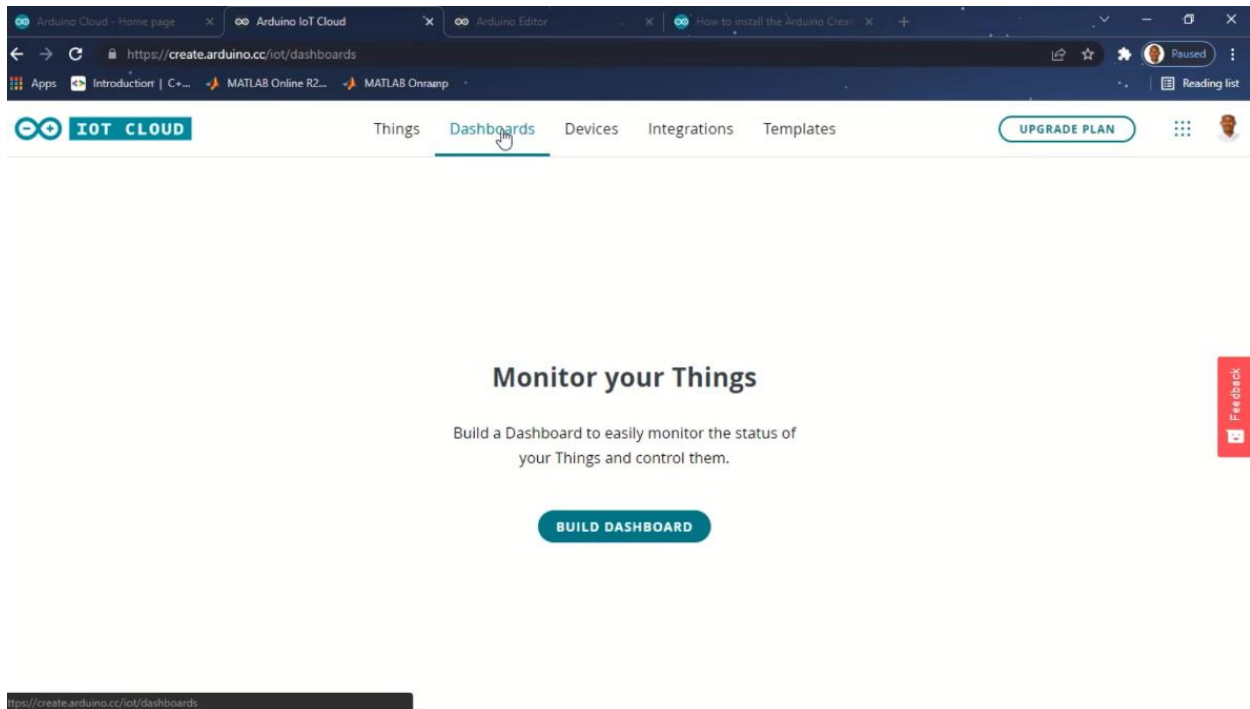 Arduino Cloud - Home page
Arduino IoT Cloud
Arduino Editor
How to install the Arduino Crea
https://create.arduino.cc/iot/dashboards
Paused
Apps
Introduction | C+...
MATLAB Online R2...
MATLAB Onramp
Reading list
IOT CLOUD
Things
Dashboards
Devices
Integrations
Templates
UPGRADE PLAN
Monitor your Things
Build a Dashboard to easily monitor the status of
your Things and control them.
BUILD DASHBOARD
Feedback
ttps://create.arduino.cc/iot/dashboards